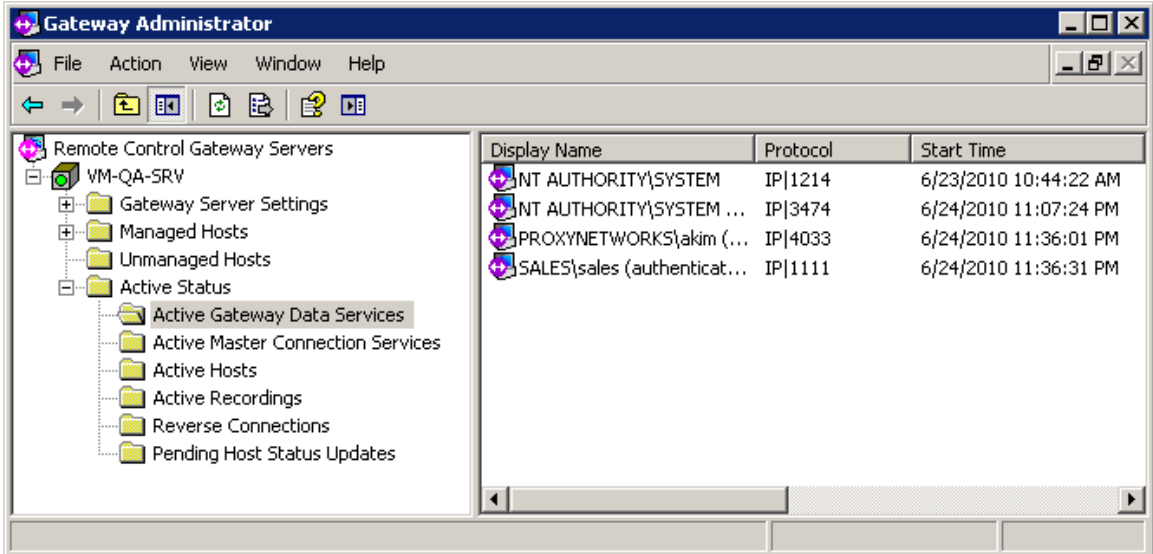 Gateway Administrator
File Action View Window Help
Remote Control Gateway Servers
VM-QA-SRV
Gateway Server Settings
Managed Hosts
Unmanaged Hosts
Active Status
Active Gateway Data Services
Active Master Connection Services
Active Hosts
Active Recordings
Reverse Connections
Pending Host Status Updates
Display Name Protocol Start Time
NT AUTHORITY\SYSTEM IP|1214 6/23/2010 10:44:22 AM
NT AUTHORITY\SYSTEM ... IP|3474 6/24/2010 11:07:24 PM
PROXYNETWORKS\akim (... IP|4033 6/24/2010 11:36:01 PM
SALES\sales (authenticat... IP|1111 6/24/2010 11:36:31 PM